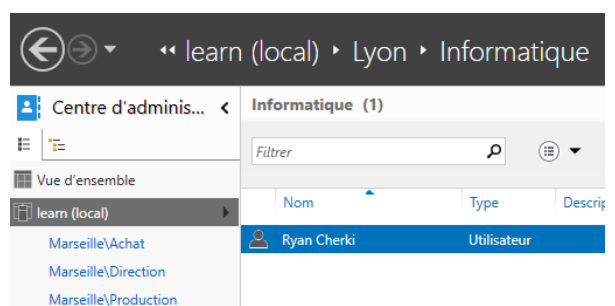 learn (local) ‣ Lyon ‣ Informatique
Centre d'adminis...
Informatique (1)
Filtrer
Vue d'ensemble
Nom Type Descrip
learn (local)
Ryan Cherki Utilisateur
Marseille\Achat
Marseille\Direction
Marseille\Production